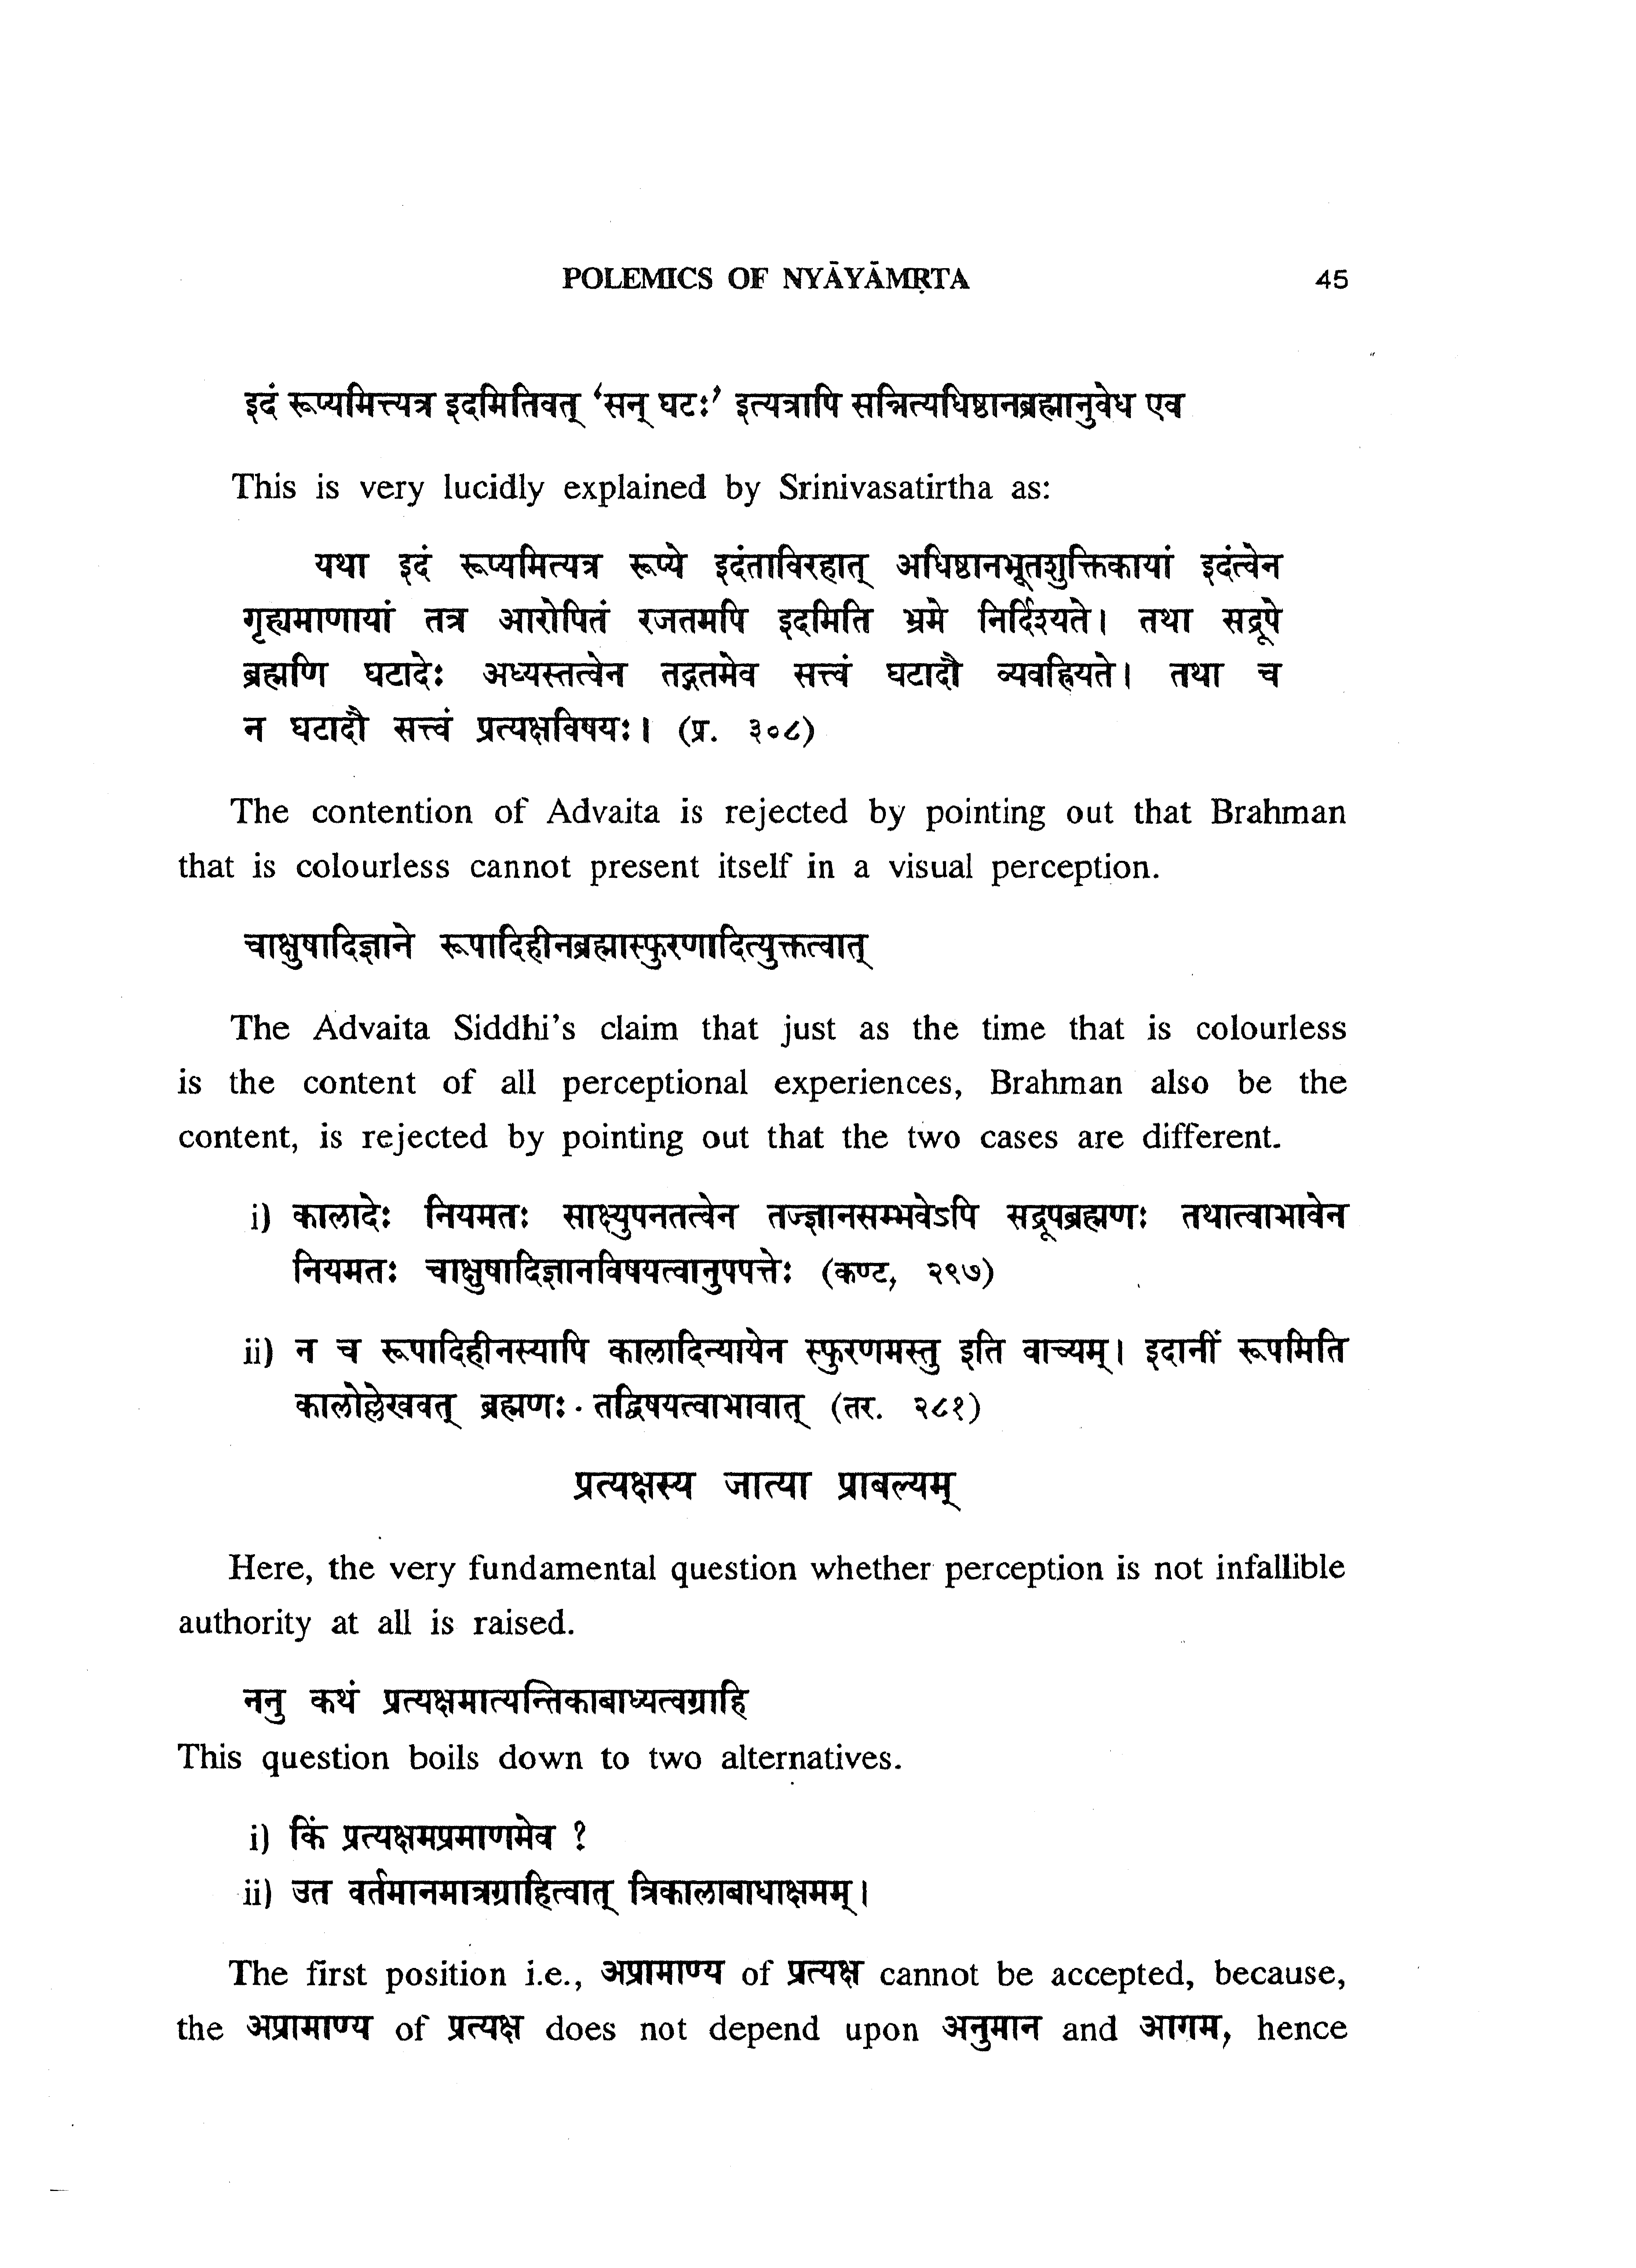 POLEMICS OF NYĀYĀMṚTA 45
इदं रूप्यमित्त्यत्र इदमितिवत् ‘सन् घटः’ इत्यत्रापि सन्नित्यधिष्ठानब्रह्मानुवेध एव
This is very lucidly explained by Srinivasatirtha as:
यथा इदं रूप्यमित्यत्र रूप्ये इदंताविरहात् अधिष्ठानभूतशुक्तिकायां इदंत्वेन
गृह्यमाणायां तत्र आरोपितं रजतमपि इदमिति भ्रमे निर्दिश्यते। तथा सद्रूपे
ब्रह्मणि घटादेः अध्यस्तत्वेन तद्गतमेव सत्त्वं घटादौ व्यवह्रियते। तथा च
न घटादौ सत्त्वं प्रत्यक्षविषयः। (प्र. ३०८)
The contention of Advaita is rejected by pointing out that Brahman
that is colourless cannot present itself in a visual perception.
चाक्षुषादिज्ञाने रूपादिहीनब्रह्मास्फुरणादित्युक्तत्वात्
The Advaita Siddhi’s claim that just as the time that is colourless
is the content of all perceptional experiences, Brahman also be the
content, is rejected by pointing out that the two cases are different.
i) कालादेः नियमतः साक्ष्युपनतत्वेन तज्ज्ञानसम्भवेऽपि सद्रूपब्रह्मणः तथात्वाभावेन
नियमतः चाक्षुषादिज्ञानविषयत्वानुपपत्तेः (कण्ट, २९७)
ii) न च रूपादिहीनस्यापि कालादिन्यायेन स्फुरणमस्तु इति वाच्यम्। इदानीं रूपमिति
कालोल्लेखवत् ब्रह्मणः तद्विषयत्वाभावात् (तर. २८१)
प्रत्यक्षस्य जात्या प्राबल्यम्
Here, the very fundamental question whether perception is not infallible
authority at all is raised.
ननु कथं प्रत्यक्षमात्यन्तिकाबाध्यत्वग्राहि
This question boils down to two alternatives.
i) किं प्रत्यक्षमप्रमाणमेव ?
ii) उत वर्तमानमात्रग्राहित्वात् त्रिकालाबाधाक्षमम्।
The first position i.e., अप्रामाण्य of प्रत्यक्ष cannot be accepted, because,
the अप्रामाण्य of प्रत्यक्ष does not depend upon अनुमान and आगम, hence